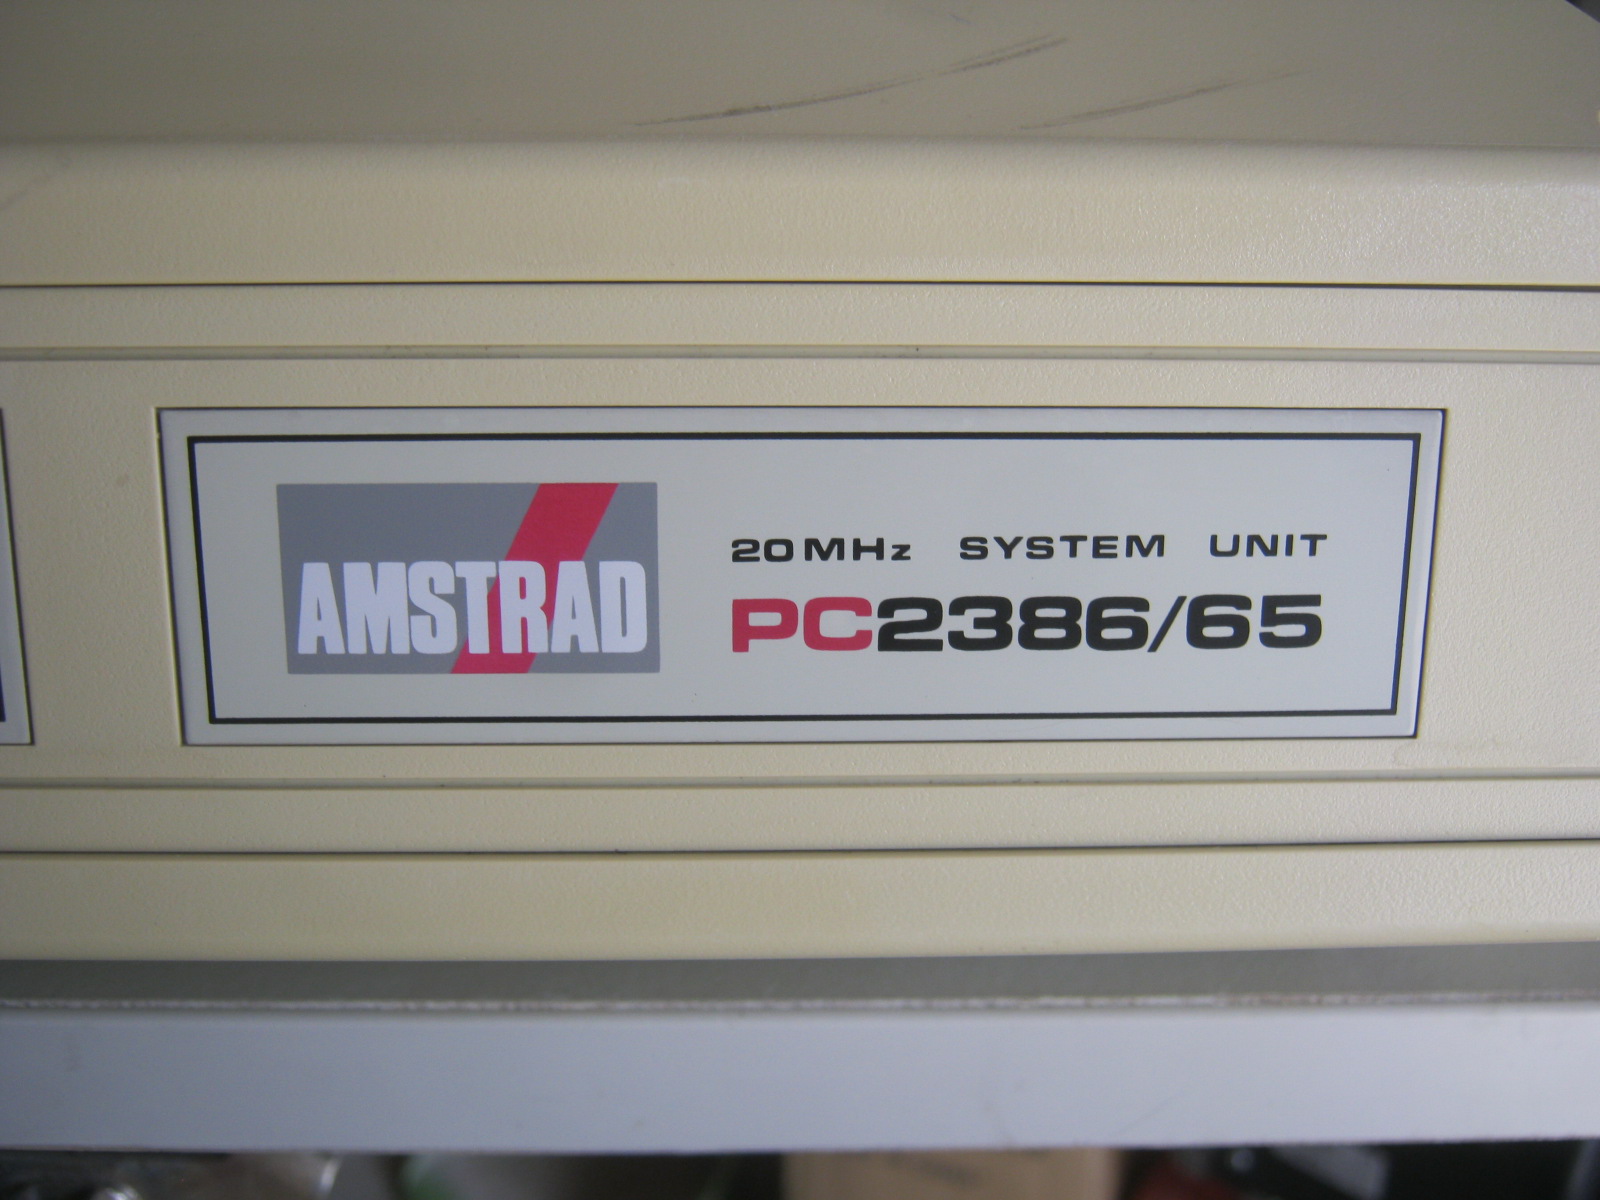 AMSTRAD
20MHz SYSTEM UNIT
PC2386/65